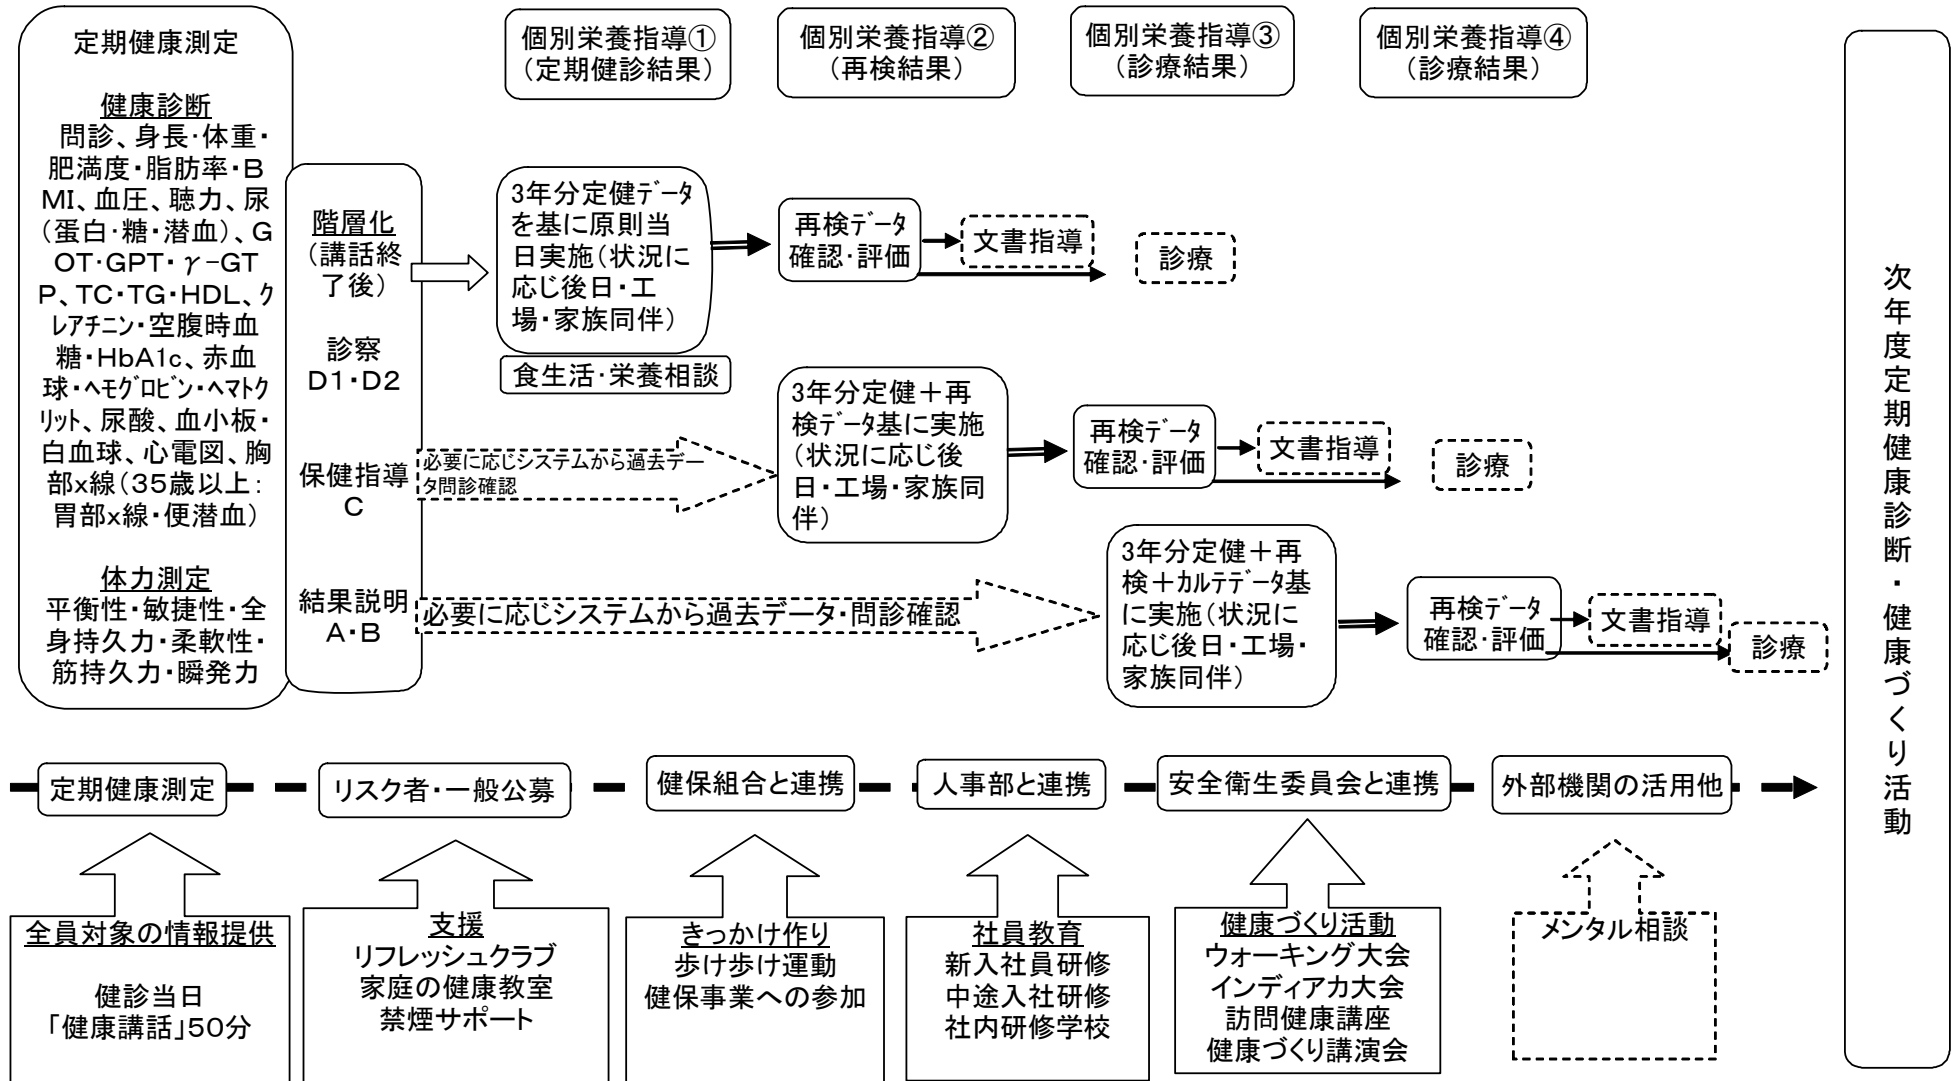 定期健康測定
健康診断
問診、身長・体重・
肥満度・脂肪率・B
MI、血圧、聴力、尿
(蛋白・糖・潜血)、G
OT・GPT・γ-GT
P、TC・TG・HDL、ｸ
ﾚｱﾁﾆﾝ・空腹時血
糖・HbA1c、赤血
球・ﾍﾓｸﾞﾛﾋﾞﾝ・ﾍﾏﾄｸ
ﾘｯﾄ、尿酸、血小板・
白血球、心電図、胸
部x線(35歳以上：
胃部x線・便潜血)
体力測定
平衡性・敏捷性・全
身持久力・柔軟性・
筋持久力・瞬発力
階層化
(講話終
了後)
診察
D1・D2
保健指導
C
結果説明
A・B
個別栄養指導①
(定期健診結果)
個別栄養指導②
(再検結果)
個別栄養指導③
(診療結果)
個別栄養指導④
(診療結果)
3年分定健ﾃﾞｰﾀ
を基に原則当
日実施(状況に
応じ後日・工
場・家族同伴)
食生活・栄養相談
再検ﾃﾞｰﾀ
確認・評価
文書指導
診療
必要に応じシステムから過去デー
タ問診確認
3年分定健＋再
検ﾃﾞｰﾀ基に実施
(状況に応じ後
日・工場・家族同
伴)
再検ﾃﾞｰﾀ
確認・評価
文書指導
診療
必要に応じシステムから過去データ・問診確認
3年分定健＋再
検＋ｶﾙﾃﾃﾞｰﾀ基
に実施(状況に
応じ後日・工場・
家族同伴)
再検ﾃﾞｰﾀ
確認・評価
文書指導
診療
次年度定期健康診断・健康づくり活動
定期健康測定
リスク者・一般公募
健保組合と連携
人事部と連携
安全衛生委員会と連携
外部機関の活用他
全員対象の情報提供
健診当日
「健康講話」50分
支援
リフレッシュクラブ
家庭の健康教室
禁煙サポート
きっかけ作り
歩け歩け運動
健保事業への参加
社員教育
新入社員研修
中途入社研修
社内研修学校
健康づくり活動
ウォーキング大会
インディアカ大会
訪問健康講座
健康づくり講演会
メンタル相談